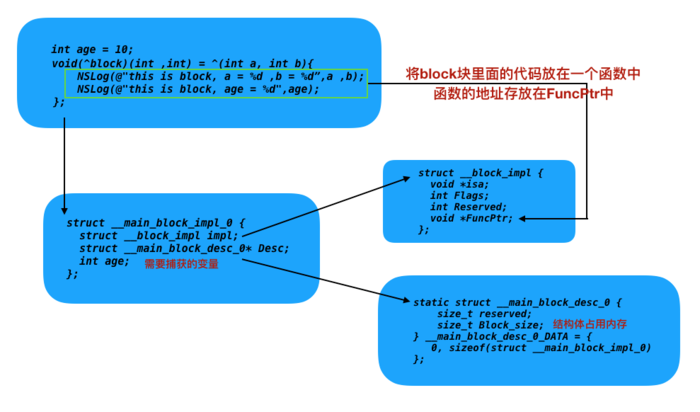 int age = 10;
void(^block)(int ,int) = ^(int a, int b){
NSLog(@"this is block, a = %d ,b = %d”,a ,b);
NSLog(@"this is block, age = %d",age);
};
将block块里面的代码放在一个函数中
函数的地址存放在FuncPtr中
struct __block_impl {
void *isa;
int Flags;
int Reserved;
void *FuncPtr;
};
struct __main_block_impl_0 {
struct __block_impl impl;
struct __main_block_desc_0* Desc;
int age; 需要捕获的变量
};
static struct __main_block_desc_0 {
size_t reserved;
size_t Block_size; 结构体占用内存
} __main_block_desc_0_DATA = {
0, sizeof(struct __main_block_impl_0)
};